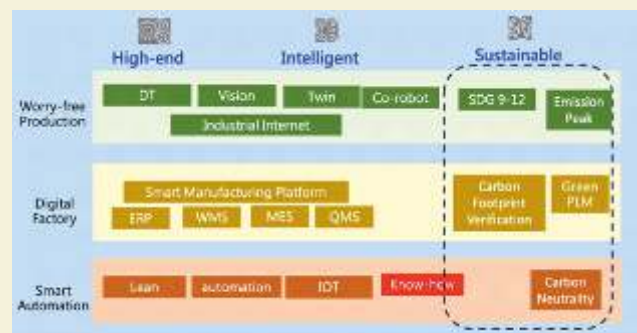 High-end
Intelligent
Sustainable
Worry-free
Production
DT
Vision
Twin
Co-robot
SDG 9-12
Emission
Peak
Industrial Internet
Digital
Factory
Smart Manufacturing Platform
ERP
WMS
MES
QMS
Carbon
Footprint
Verification
Green
PLM
Smart
Automation
Lean
automation
IOT
Know-how
Carbon
Neutrality